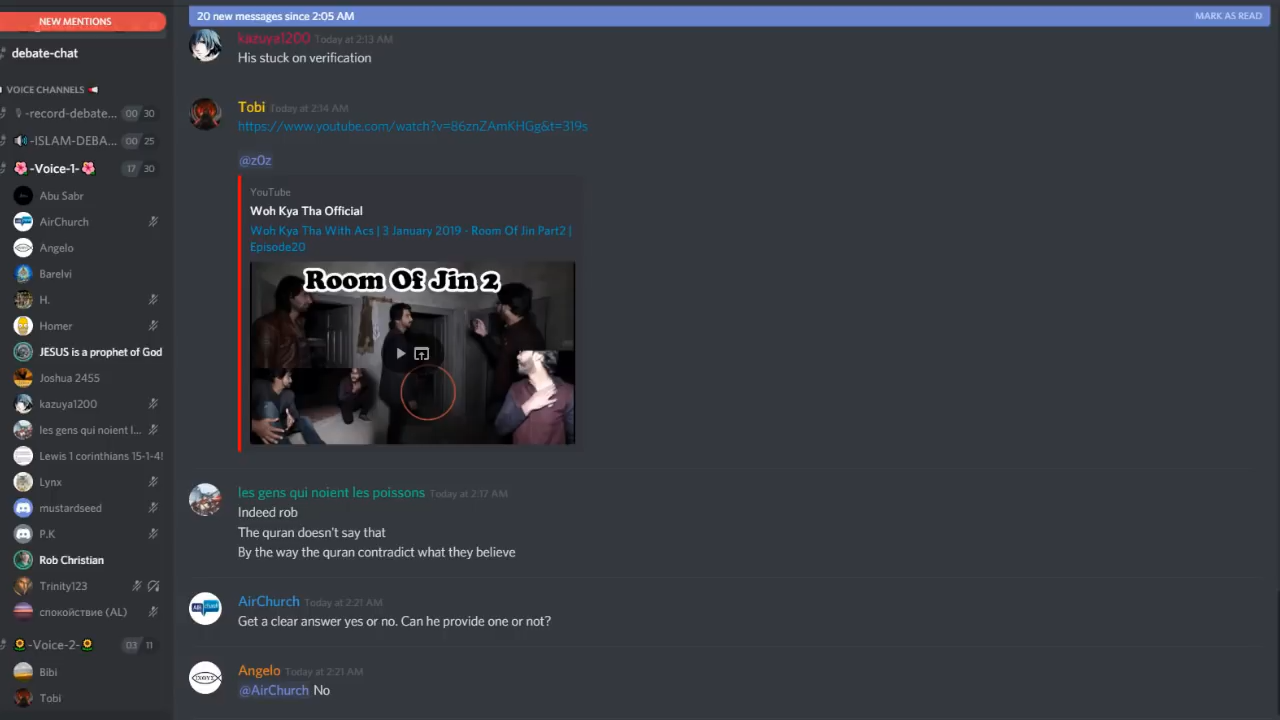 NEW MENTIONS
debate-chat
VOICE CHANNELS
-record-debate... 00 30
-ISLAM-DEBA... 00 25
-Voice-1- 17 30
Abu Sabr
AirChurch
Angelo
Barelvi
H.
Homer
JESUS is a prophet of God
Joshua 2455
kazuya1200
les gens qui noient l...
Lewis 1 corinthians 15-1-4!
Lynx
mustardseed
P.K
Rob Christian
Trinity123
спокойствие (AL)
-Voice-2- 03 11
Bibi
Tobi
20 new messages since 2:05 AM MARK AS READ
kazuya1200 Today at 2:13 AM
His stuck on verification
Tobi Today at 2:14 AM
https://www.youtube.com/watch?v=86znZAmKHGg&t=319s
@z0z
YouTube
Woh Kya Tha Official
Woh Kya Tha With Acs | 3 January 2019 - Room Of Jin Part2 |
Episode20
Room Of Jin 2
les gens qui noient les poissons Today at 2:17 AM
Indeed rob
The quran doesn't say that
By the way the quran contradict what they believe
AirChurch Today at 2:21 AM
Get a clear answer yes or no. Can he provide one or not?
Angelo Today at 2:21 AM
@AirChurch No